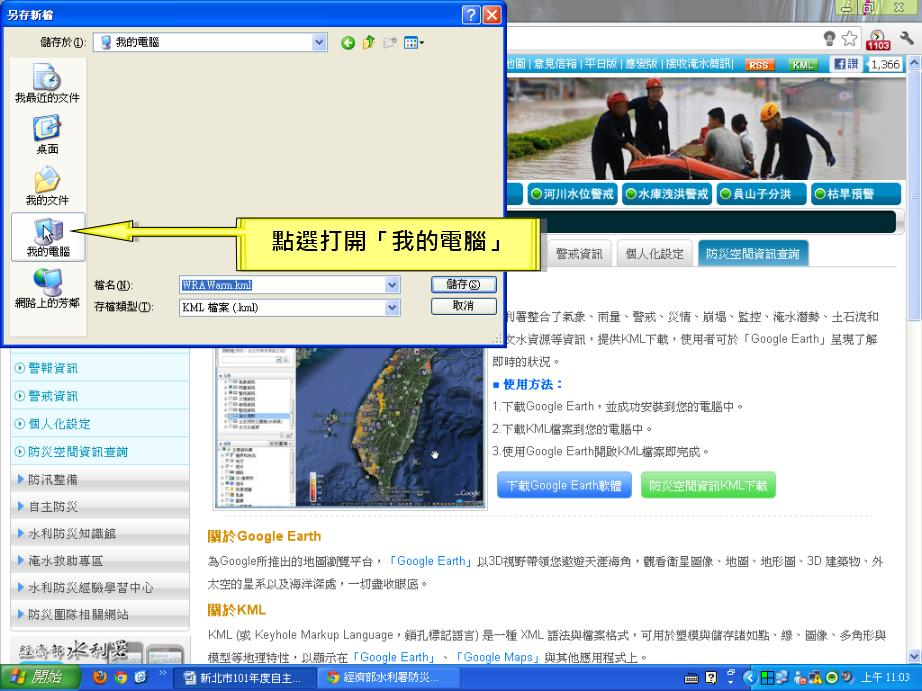 另存新檔
儲存於(I):
我的電腦
我最近的文件
桌面
我的文件
我的電腦
網路上的芳鄰
點選打開「我的電腦」
檔名(N):
WRAWarm.kml
儲存(S)
存檔類型(T):
KML 檔案 (.kml)
取消
1103
地圖 | 意見信箱 | 平日版 | 應變版 | 接收淹水簡訊 |
RSS
KML
讚
1,366
河川水位警戒
水庫洩洪警戒
員山子分洪
枯旱預警
警戒資訊
個人化設定
防災空間資訊查詢
利署整合了氣象、雨量、警戒、災情、崩塌、監控、淹水潛勢、土石流和
文水資源等資訊，提供KML下載，使用者可於「Google Earth」呈現了解
即時的狀況。
■ 使用方法：
1.下載Google Earth，並成功安裝到您的電腦中。
2.下載KML檔案到您的電腦中。
3.使用Google Earth開啟KML檔案即完成。
下載Google Earth軟體
防災空間資訊KML下載
警報資訊
警戒資訊
個人化設定
防災空間資訊查詢
防汛整備
自主防災
水利防災知識館
淹水救助專區
水利防災經驗學習中心
防災團隊相關網站
經濟部水利署
Google
關於Google Earth
為Google所推出的地圖瀏覽平台，「Google Earth」以3D視野帶領您遨遊天涯海角，觀看衛星圖像、地圖、地形圖、3D 建築物、外
太空的星系以及海洋深處，一切盡收眼底。
關於KML
KML (或 Keyhole Markup Language，鎖孔標記語言) 是一種 XML 語法與檔案格式，可用於塑模與儲存諸如點、線、圖像、多角形與
模型等地理特性，以顯示在「Google Earth」、「Google Maps」與其他應用程式上。
開始
新北市101年度自主...
經濟部水利署防災...
上午 11:03